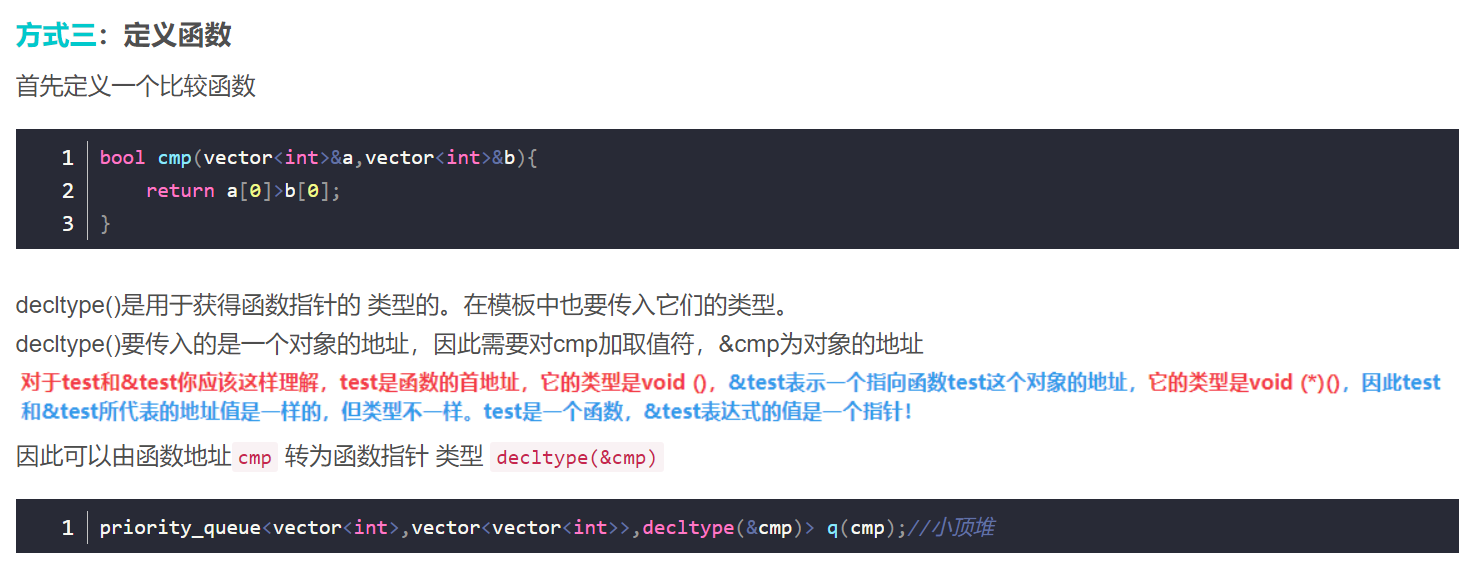 方式三：定义函数
首先定义一个比较函数
1 bool cmp(vector<int>&a,vector<int>&b){
2     return a[0]>b[0];
3 }
decltype()是用于获得函数指针的 类型的。在模板中也要传入它们的类型。
decltype()要传入的是一个对象的地址，因此需要对cmp加取值符，&cmp为对象的地址
对于test和&test你应该这样理解，test是函数的首地址，它的类型是void ()，&test表示一个指向函数test这个对象的地址，它的类型是void (*)()，因此test
和&test所代表的地址值是一样的，但类型不一样。test是一个函数，&test表达式的值是一个指针！
因此可以由函数地址 cmp 转为函数指针 类型 decltype(&cmp)
1 priority_queue<vector<int>,vector<vector<int>>,decltype(&cmp)> q(cmp);//小顶堆